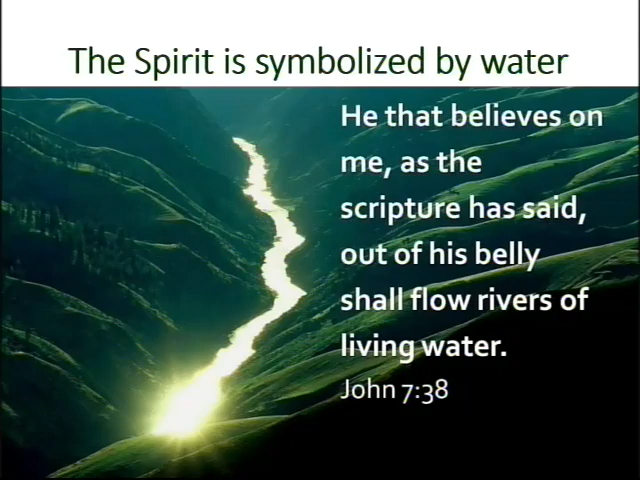 The Spirit is symbolized by water
He that believes on
me, as the
scripture has said,
out of his belly
shall flow rivers of
living water.
John 7:38